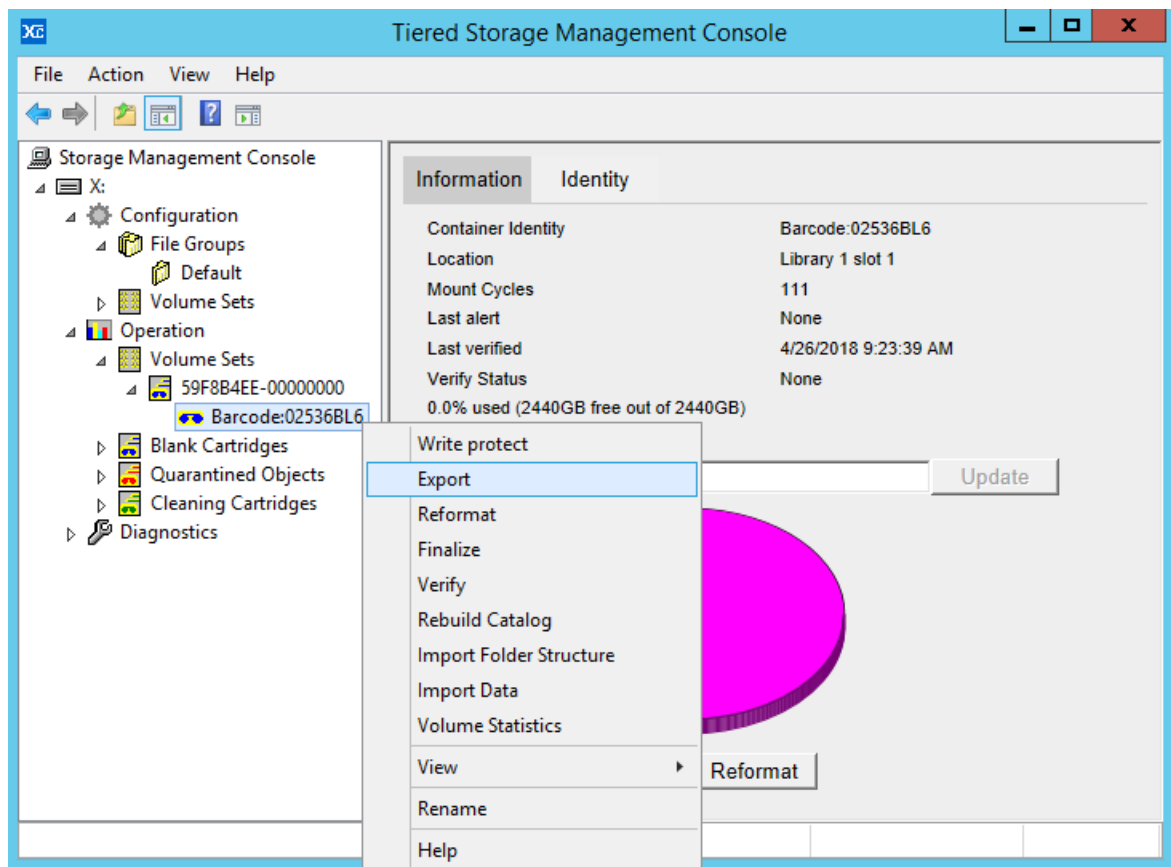 XC Tiered Storage Management Console
File Action View Help
Storage Management Console
X:
Configuration
File Groups
Default
Volume Sets
Operation
Volume Sets
59F8B4EE-00000000
Barcode:02536BL6
Blank Cartridges
Quarantined Objects
Cleaning Cartridges
Diagnostics
Information Identity
Container Identity Barcode:02536BL6
Location Library 1 slot 1
Mount Cycles 111
Last alert None
Last verified 4/26/2018 9:23:39 AM
Verify Status None
0.0% used (2440GB free out of 2440GB)
Update
Reformat
Write protect
Export
Reformat
Finalize
Verify
Rebuild Catalog
Import Folder Structure
Import Data
Volume Statistics
View
Rename
Help